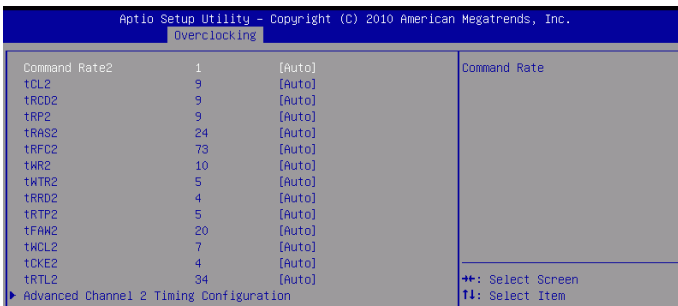 Aptio Setup Utility – Copyright (C) 2010 American Megatrends, Inc.
Overclocking
Command Rate2 1 [Auto]
tCL2 9 [Auto]
tRCD2 9 [Auto]
tRP2 9 [Auto]
tRAS2 24 [Auto]
tRFC2 73 [Auto]
tWR2 10 [Auto]
tWTR2 5 [Auto]
tRRD2 4 [Auto]
tRTP2 5 [Auto]
tFAW2 20 [Auto]
tWCL2 7 [Auto]
tCKE2 4 [Auto]
tRTL2 34 [Auto]
▶ Advanced Channel 2 Timing Configuration
Command Rate
→←: Select Screen
↑↓: Select Item